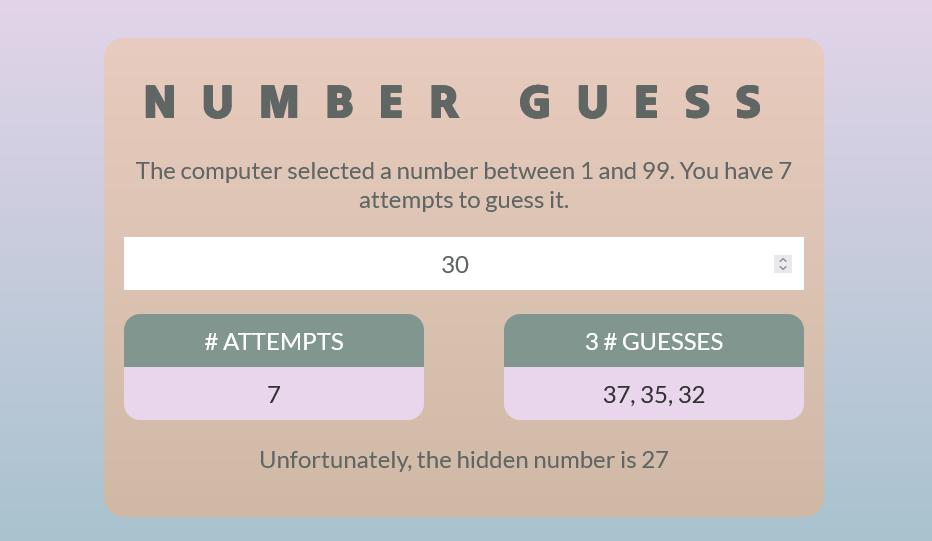 NUMBER GUESS
The computer selected a number between 1 and 99. You have 7
attempts to guess it.
30
# ATTEMPTS
3 # GUESSES
7
37, 35, 32
Unfortunately, the hidden number is 27